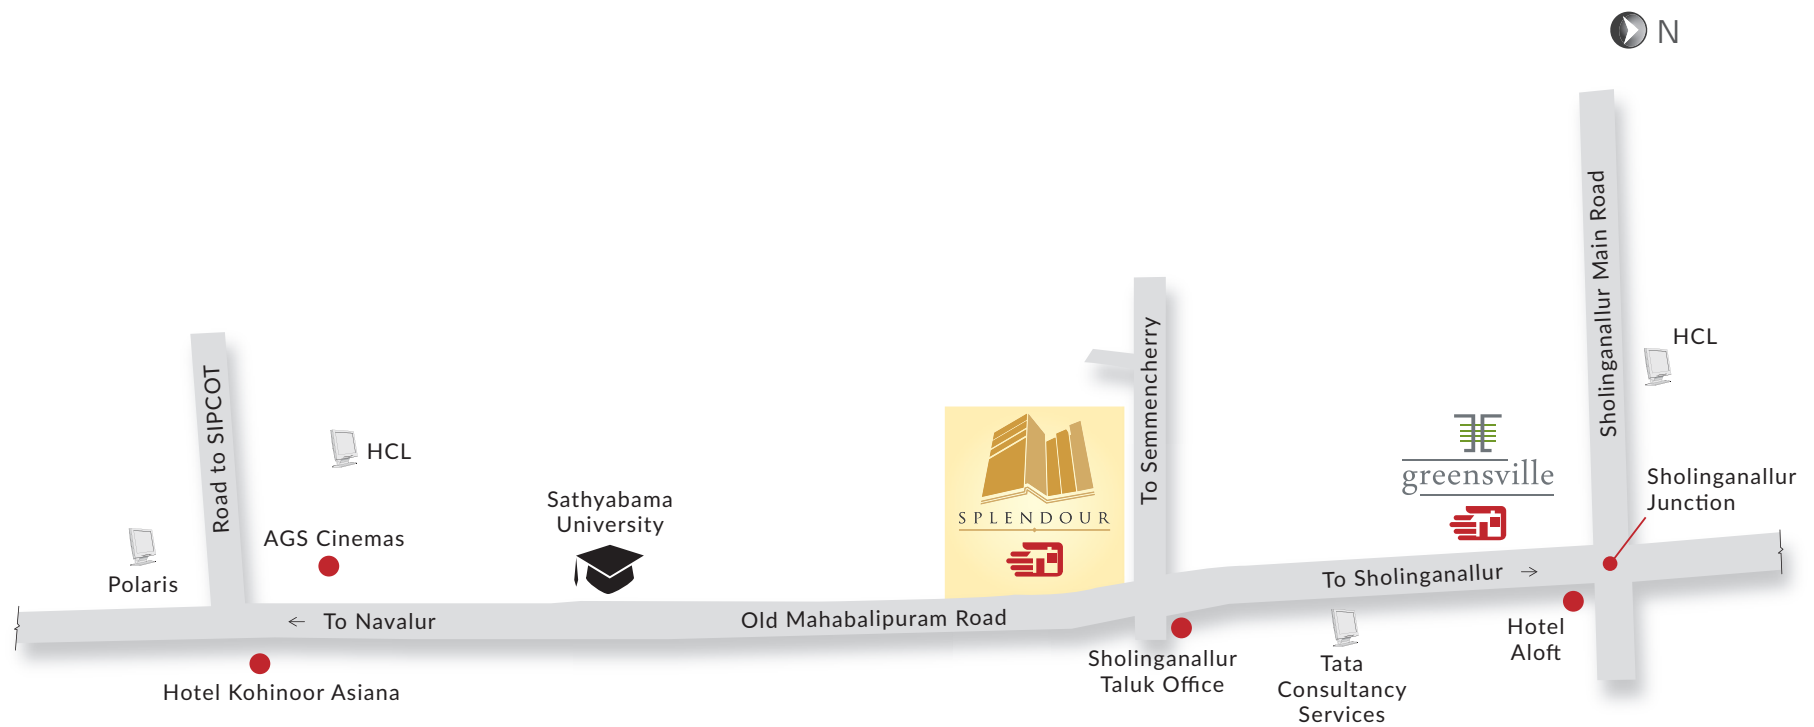 N
Sholinganallur Main Road
HCL
Road to SIPCOT
To Semmencherry
greensville
HCL
Sholinganallur
Junction
Sathyabama
University
SPLENDOUR
AGS Cinemas
Polaris
To Sholinganallur →
← To Navalur
Old Mahabalipuram Road
Hotel
Aloft
Sholinganallur
Taluk Office
Tata
Consultancy
Services
Hotel Kohinoor Asiana